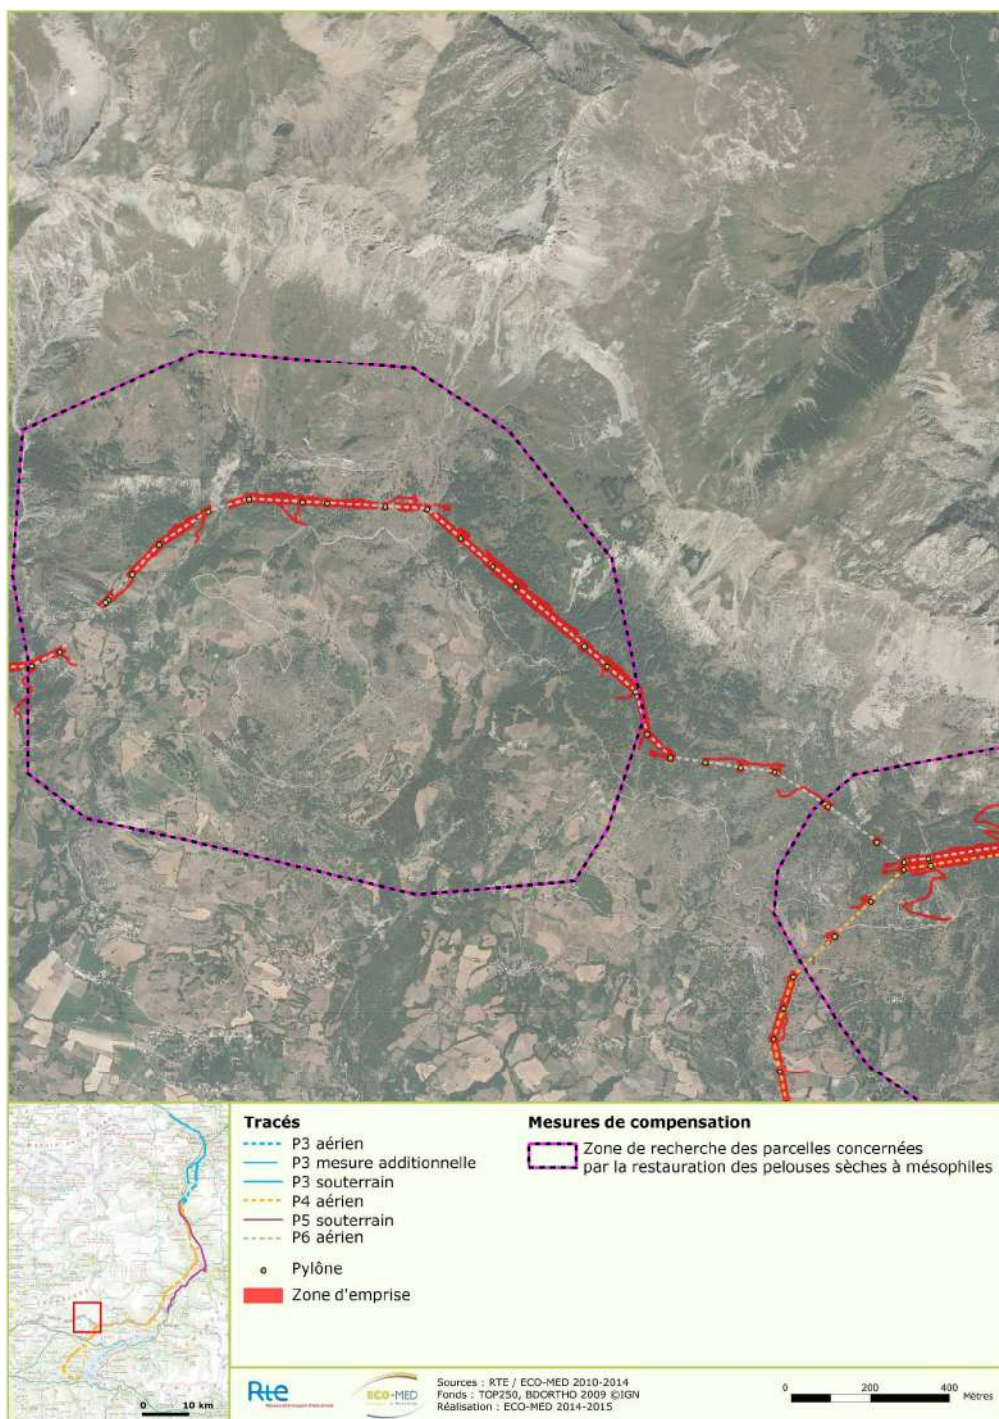 Tracés
P3 aérien
P3 mesure additionnelle
P3 souterrain
P4 aérien
P5 souterrain
P6 aérien
Pylône
Zone d'emprise
Mesures de compensation
Zone de recherche des parcelles concernées
par la restauration des pelouses sèches à mésophiles
0 10 km
Rte
ECO-MED
Sources : RTE / ECO-MED 2010-2014
Fonds : TOP250, BDORTHO 2009 ©IGN
Réalisation : ECO-MED 2014-2015
0 200 400
Mètres